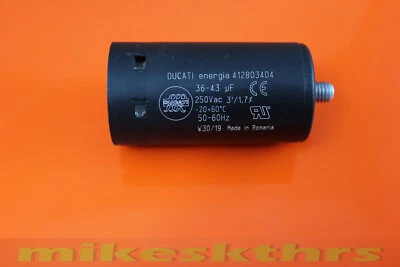 DUCATI energia 412803404
36-43 µF
250Vac 3'/1.7%
-20+60°C
50-60Hz
W30/19 Made in Romania
mikeskthrs